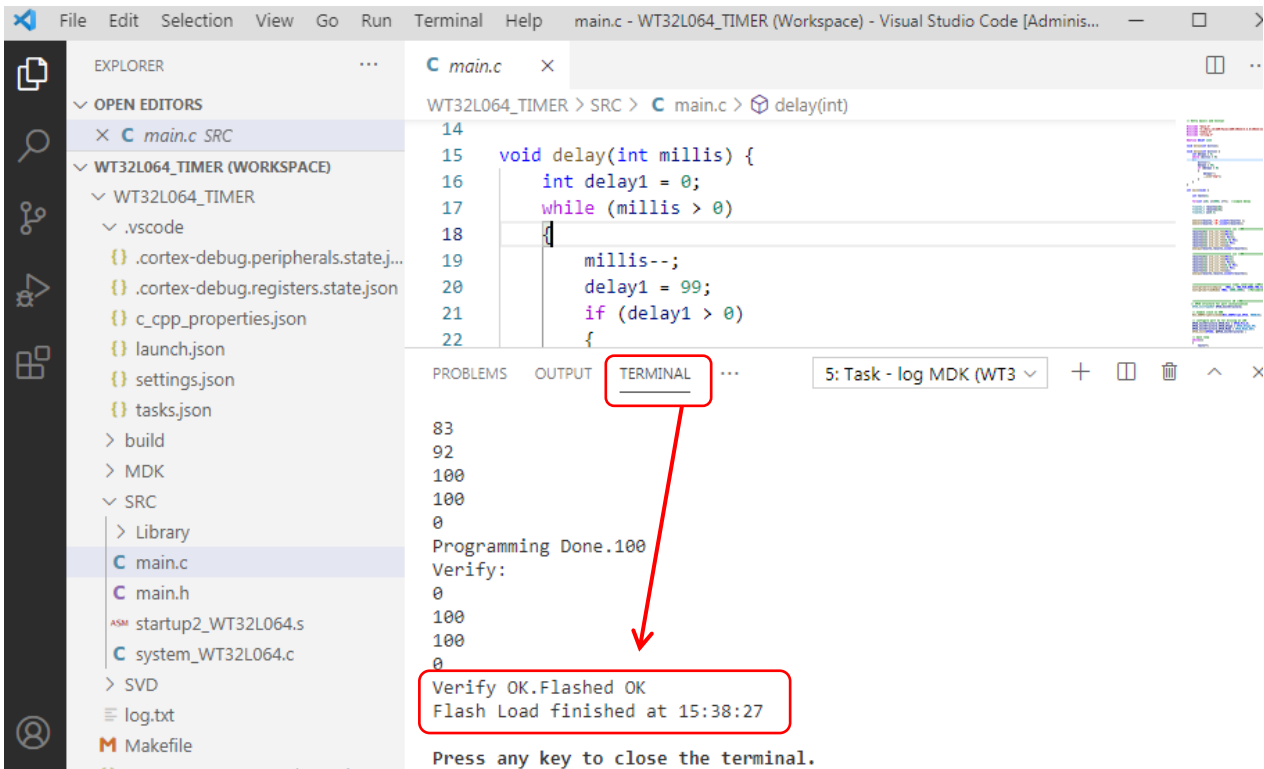 File Edit Selection View Go Run Terminal Help main.c - WT32L064_TIMER (Workspace) - Visual Studio Code [Adminis...
EXPLORER
OPEN EDITORS
C main.c SRC
WT32L064_TIMER (WORKSPACE)
WT32L064_TIMER
.vscode
{} .cortex-debug.peripherals.state.j...
{} .cortex-debug.registers.state.json
{} c_cpp_properties.json
{} launch.json
{} settings.json
{} tasks.json
build
MDK
SRC
Library
C main.c
C main.h
ASM startup2_WT32L064.s
C system_WT32L064.c
SVD
log.txt
M Makefile
C main.c
WT32L064_TIMER > SRC > C main.c > delay(int)
14
15 void delay(int millis) {
16 int delay1 = 0;
17 while (millis > 0)
18 {
19 millis--;
20 delay1 = 99;
21 if (delay1 > 0)
22 {
PROBLEMS OUTPUT TERMINAL ... 5: Task - log MDK (WT3
83
92
100
100
0
Programming Done.100
Verify:
0
100
100
0
Verify OK.Flashed OK
Flash Load finished at 15:38:27
Press any key to close the terminal.